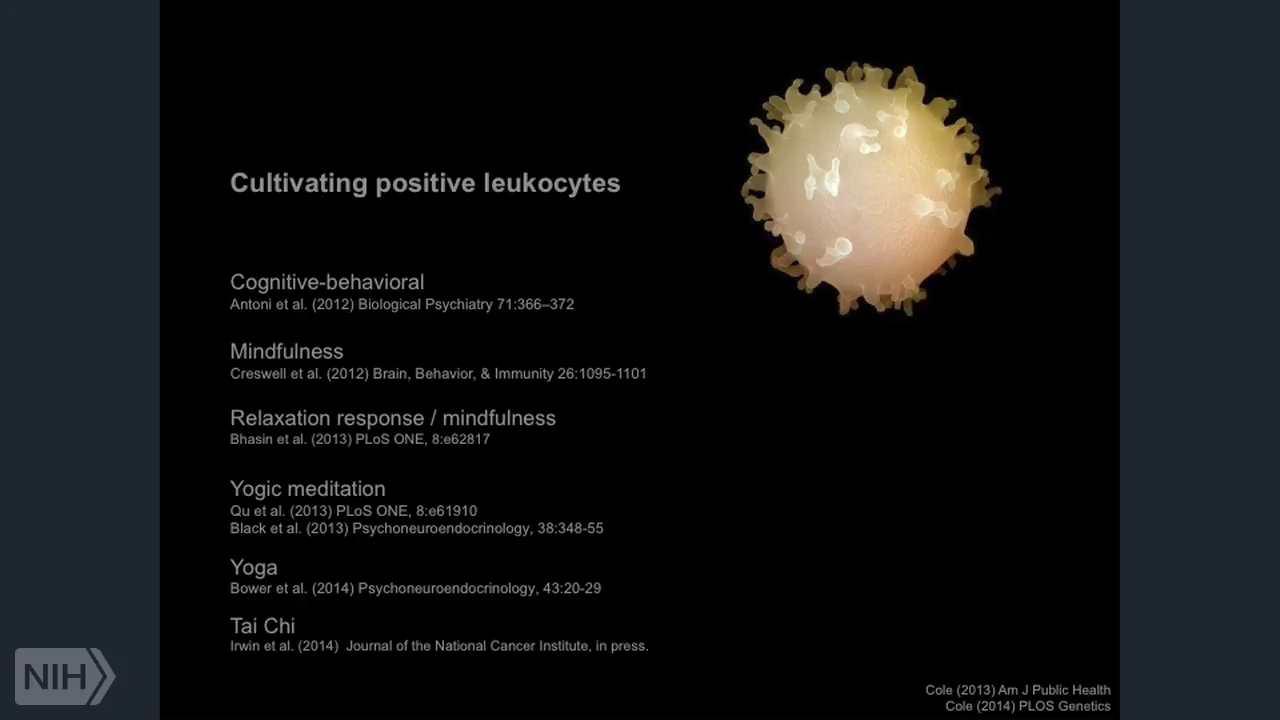 Cultivating positive leukocytes
Cognitive-behavioral
Antoni et al. (2012) Biological Psychiatry 71:366–372
Mindfulness
Creswell et al. (2012) Brain, Behavior, & Immunity 26:1095-1101
Relaxation response / mindfulness
Bhasin et al. (2013) PLoS ONE, 8:e62817
Yogic meditation
Qu et al. (2013) PLoS ONE, 8:e61910
Black et al. (2013) Psychoneuroendocrinology, 38:348-55
Yoga
Bower et al. (2014) Psychoneuroendocrinology, 43:20-29
Tai Chi
Irwin et al. (2014)  Journal of the National Cancer Institute, in press.
NIH
Cole (2013) Am J Public Health
Cole (2014) PLOS Genetics